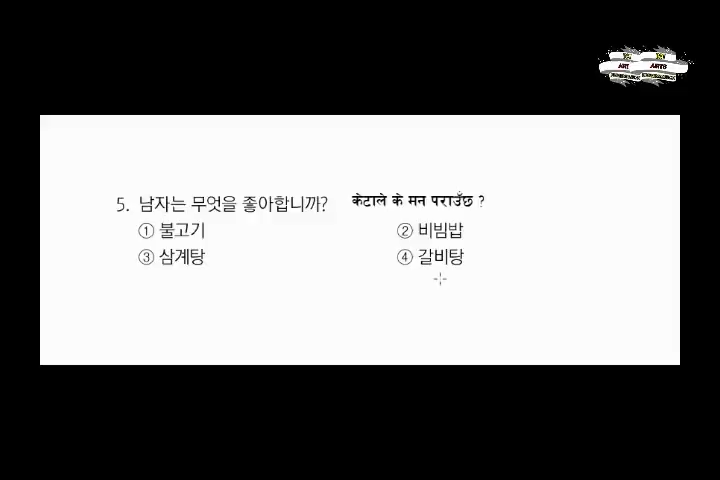 5. 남자는 무엇을 좋아합니까? केटाले के मन पराउँछ ?
① 불고기 ② 비빔밥
③ 삼계탕 ④ 갈비탕